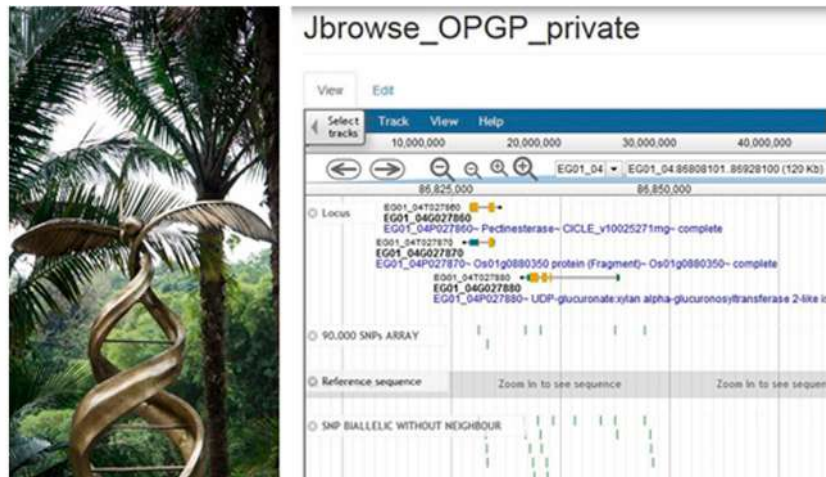 Jbrowse_OPGP_private
View Edit
Select tracks Track View Help
10,000,000 20,000,000 30,000,000 40,000,000
EG01_04 EG01_04:86808101..86928100 (120 Kb)
86,825,000 86,850,000
Locus
EG01_04T027860
EG01_04G027860
EG01_04P027860~ Pectinesterase~ CICLE_v10025271mg~ complete
EG01_04T027870
EG01_04G027870
EG01_04P027870~ Os01g0880350 protein (Fragment)~ Os01g0880350~ complete
EG01_04T027880
EG01_04G027880
EG01_04P027880~ UDP-glucuronate:xylan alpha-glucuronosyltransferase 2-like is
90.000 SNPs ARRAY
Reference sequence Zoom in to see sequence Zoom in to see sequen
SNP BIALLELIC WITHOUT NEIGHBOUR